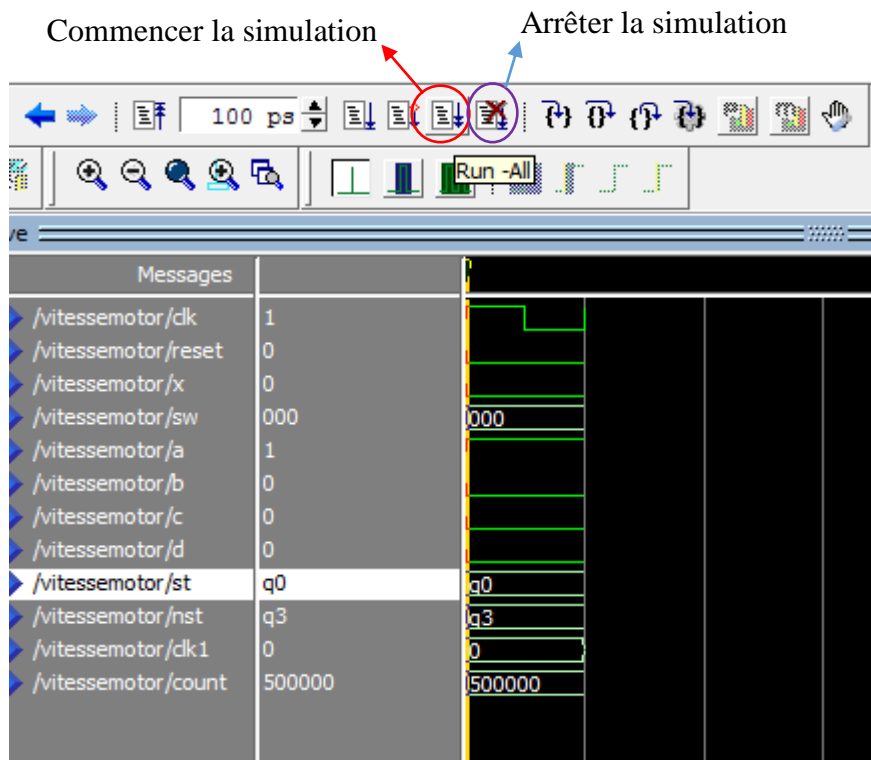 Commencer la simulation
Arrêter la simulation
100 ps
Run -All
ve
Messages
/vitessemotor/clk 1
/vitessemotor/reset 0
/vitessemotor/x 0
/vitessemotor/sw 000 000
/vitessemotor/a 1
/vitessemotor/b 0
/vitessemotor/c 0
/vitessemotor/d 0
/vitessemotor/st q0 q0
/vitessemotor/nst q3 q3
/vitessemotor/clk1 0 0
/vitessemotor/count 500000 500000